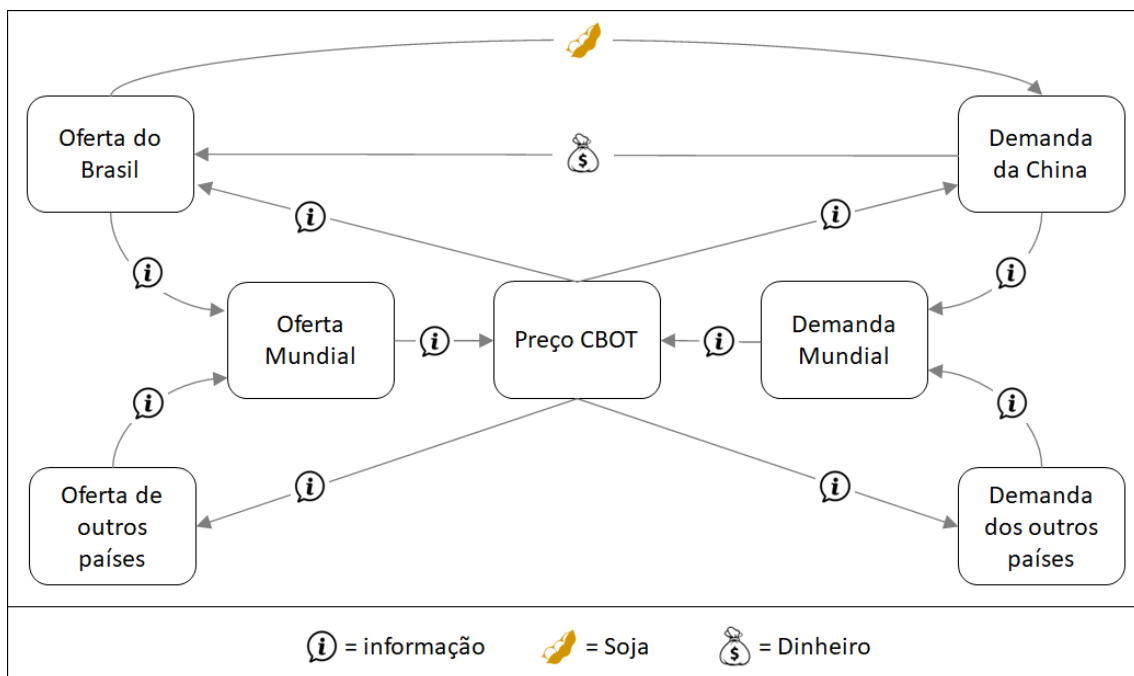 Oferta do
Brasil
Demanda
da China
Oferta
Mundial
Preço CBOT
Demanda
Mundial
Oferta de
outros
países
Demanda
dos outros
países
= informação
= Soja
= Dinheiro